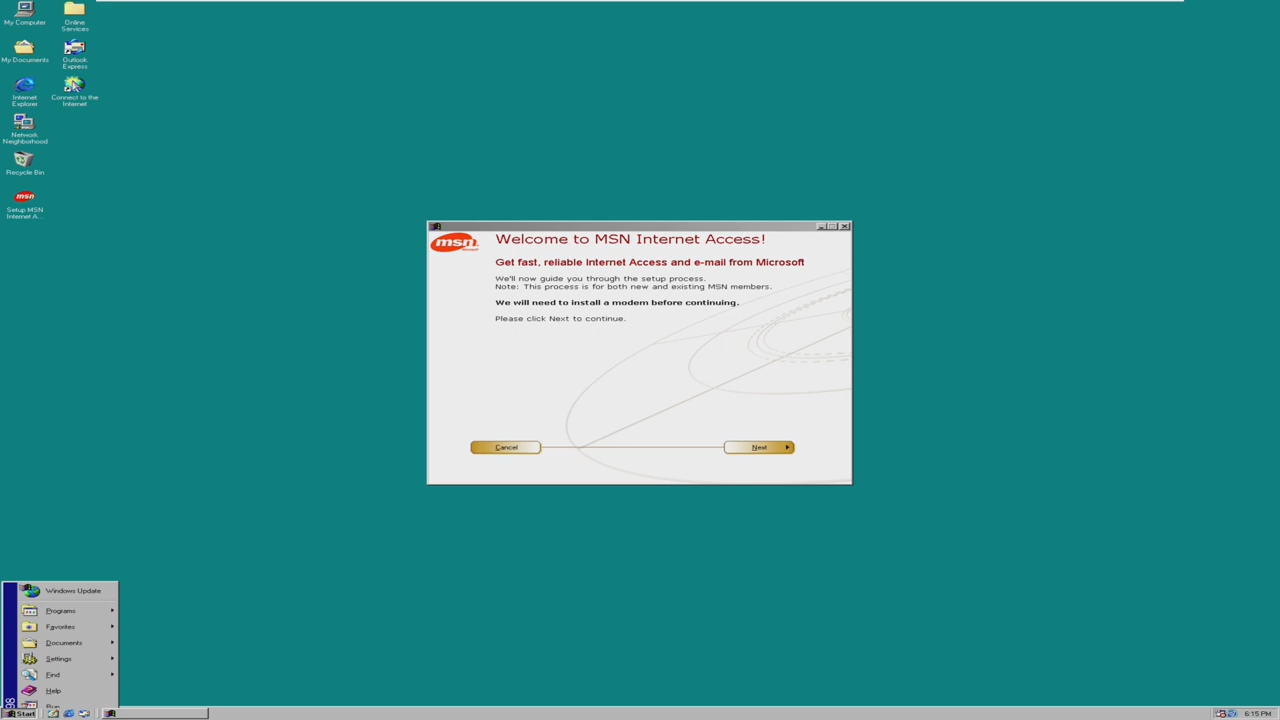 My Computer
Online
Services
My Documents
Outlook
Express
Internet
Explorer
Connect to the
Internet
Network
Neighborhood
Recycle Bin
msn
Setup MSN
Internet A...
msn
Welcome to MSN Internet Access!
Get fast, reliable Internet Access and e-mail from Microsoft
We'll now guide you through the setup process.
Note: This process is for both new and existing MSN members.
We will need to install a modem before continuing.
Please click Next to continue.
Cancel
Next
Windows Update
Programs
Favorites
Documents
Settings
Find
Help
98
Start
6:15 PM